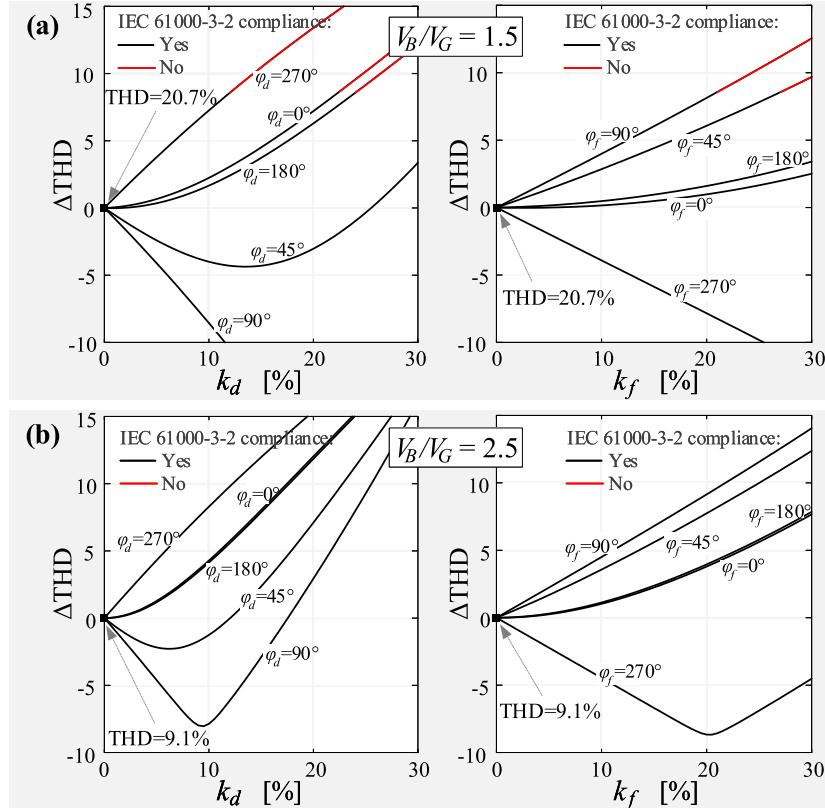 (a)
IEC 61000-3-2 compliance:
Yes
No
V_B/V_G = 1.5
IEC 61000-3-2 compliance:
Yes
No
15
10
5
0
-5
-10
ΔTHD
THD=20.7%
φ_d=270°
φ_d=0°
φ_d=180°
φ_d=45°
φ_d=90°
0
10
20
30
k_d [%]
15
10
5
0
-5
-10
ΔTHD
φ_f=90°
φ_f=45°
φ_f=180°
φ_f=0°
THD=20.7%
φ_f=270°
0
10
20
30
k_f [%]
(b)
IEC 61000-3-2 compliance:
Yes
No
V_B/V_G = 2.5
IEC 61000-3-2 compliance:
Yes
No
15
10
5
0
-5
-10
ΔTHD
φ_d=0°
φ_d=270°
φ_d=180°
φ_d=45°
φ_d=90°
THD=9.1%
0
10
20
30
k_d [%]
15
10
5
0
-5
-10
ΔTHD
φ_f=180°
φ_f=45°
φ_f=90°
φ_f=0°
φ_f=270°
THD=9.1%
0
10
20
30
k_f [%]